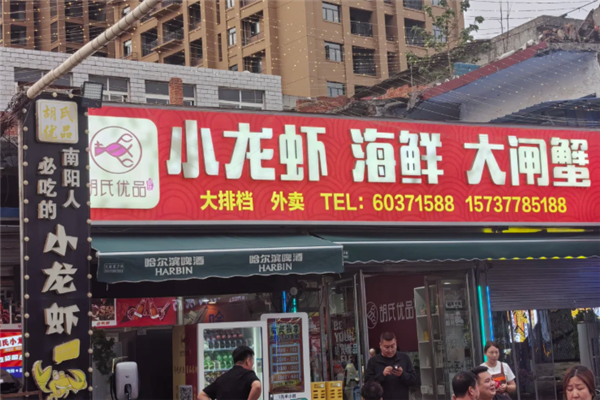 胡氏
优品
南阳人
必吃的
小龙虾
胡氏优品
小龙虾 海鲜 大闸蟹
大排档 外卖 TEL：60371588 15737785188
哈尔滨啤酒
HARBIN
哈尔滨啤酒
HARBIN
胡氏优品